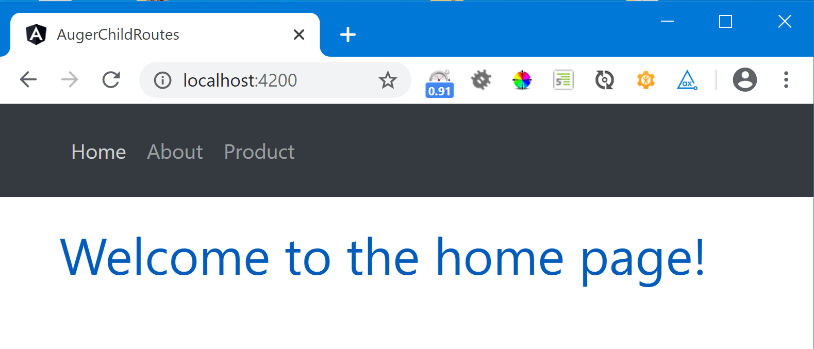 AugerChildRoutes
localhost:4200
0.91
Home About Product
Welcome to the home page!